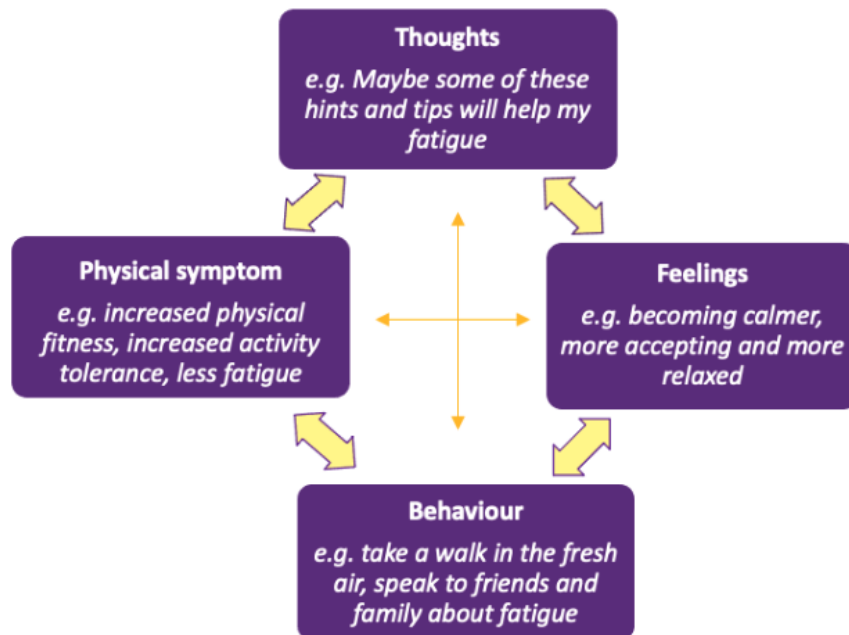 Thoughts
e.g. Maybe some of these
hints and tips will help my
fatigue
Physical symptom
e.g. increased physical
fitness, increased activity
tolerance, less fatigue
Feelings
e.g. becoming calmer,
more accepting and more
relaxed
Behaviour
e.g. take a walk in the fresh
air, speak to friends and
family about fatigue